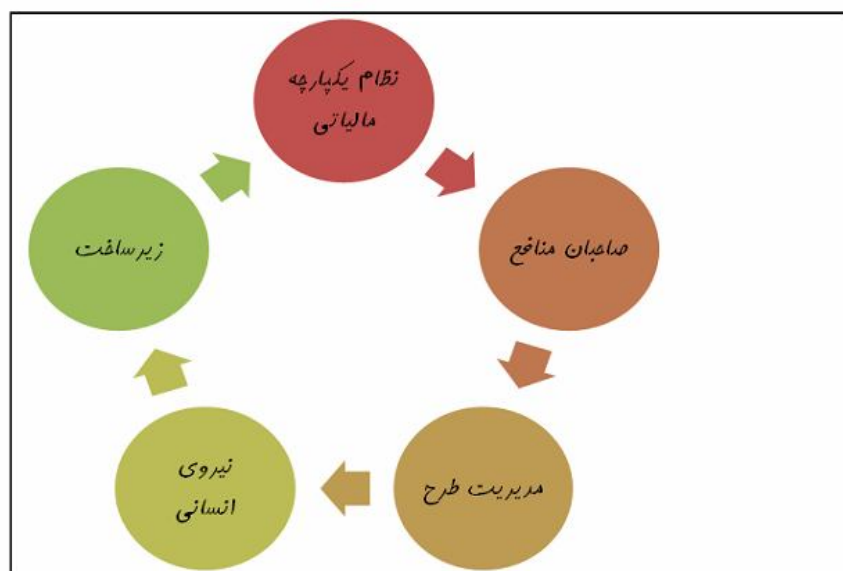 نظام یکپارچه
مالیاتی
صاحبان منافع
مدیریت طرح
نیروی
انسانی
زیرساخت